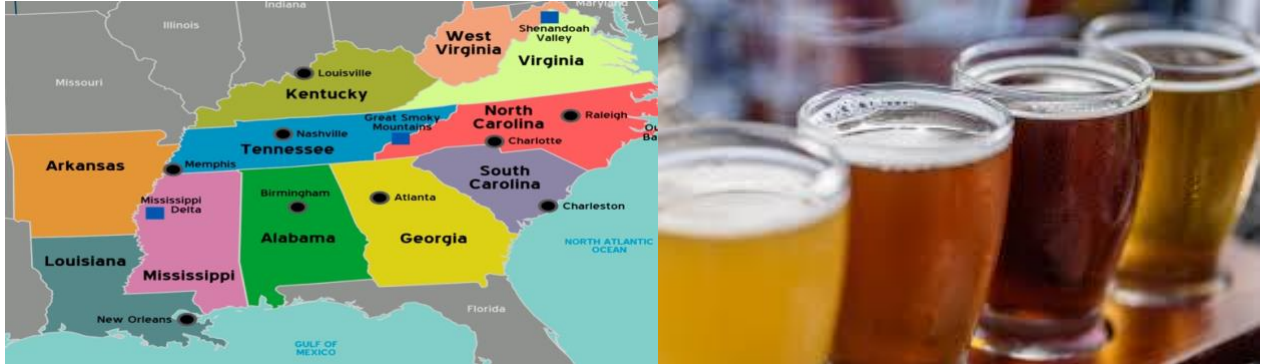 Illinois
Indiana
Maryland
Missouri
West
Virginia
Shenandoah
Valley
Virginia
Louisville
Kentucky
Great Smoky
Mountains
North
Carolina
Raleigh
Nashville
Tennessee
Charlotte
Arkansas
Memphis
South
Carolina
Mississippi
Delta
Birmingham
Atlanta
Charleston
Alabama
Georgia
NORTH ATLANTIC
OCEAN
Louisiana
Mississippi
Florida
New Orleans
GULF OF
MEXICO